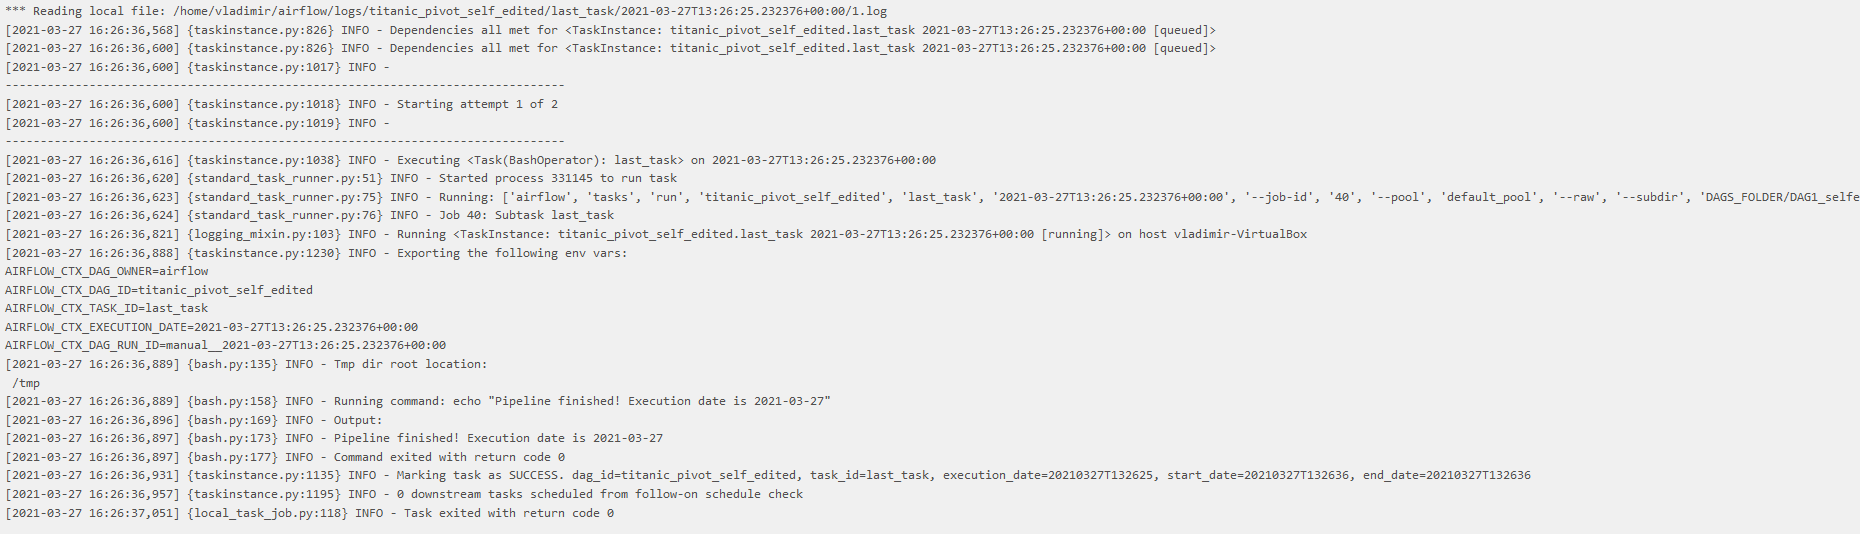 *** Reading local file: /home/vladimir/airflow/logs/titanic_pivot_self_edited/last_task/2021-03-27T13:26:25.232376+00:00/1.log
[2021-03-27 16:26:36,568] {taskinstance.py:826} INFO - Dependencies all met for <TaskInstance: titanic_pivot_self_edited.last_task 2021-03-27T13:26:25.232376+00:00 [queued]>
[2021-03-27 16:26:36,600] {taskinstance.py:826} INFO - Dependencies all met for <TaskInstance: titanic_pivot_self_edited.last_task 2021-03-27T13:26:25.232376+00:00 [queued]>
[2021-03-27 16:26:36,600] {taskinstance.py:1017} INFO -
--------------------------------------------------------------------------------
[2021-03-27 16:26:36,600] {taskinstance.py:1018} INFO - Starting attempt 1 of 2
[2021-03-27 16:26:36,600] {taskinstance.py:1019} INFO -
--------------------------------------------------------------------------------
[2021-03-27 16:26:36,616] {taskinstance.py:1038} INFO - Executing <Task(BashOperator): last_task> on 2021-03-27T13:26:25.232376+00:00
[2021-03-27 16:26:36,620] {standard_task_runner.py:51} INFO - Started process 331145 to run task
[2021-03-27 16:26:36,623] {standard_task_runner.py:75} INFO - Running: ['airflow', 'tasks', 'run', 'titanic_pivot_self_edited', 'last_task', '2021-03-27T13:26:25.232376+00:00', '--job-id', '40', '--pool', 'default_pool', '--raw', '--subdir', 'DAGS_FOLDER/DAG1_selfe
[2021-03-27 16:26:36,624] {standard_task_runner.py:76} INFO - Job 40: Subtask last_task
[2021-03-27 16:26:36,821] {logging_mixin.py:103} INFO - Running <TaskInstance: titanic_pivot_self_edited.last_task 2021-03-27T13:26:25.232376+00:00 [running]> on host vladimir-VirtualBox
[2021-03-27 16:26:36,888] {taskinstance.py:1230} INFO - Exporting the following env vars:
AIRFLOW_CTX_DAG_OWNER=airflow
AIRFLOW_CTX_DAG_ID=titanic_pivot_self_edited
AIRFLOW_CTX_TASK_ID=last_task
AIRFLOW_CTX_EXECUTION_DATE=2021-03-27T13:26:25.232376+00:00
AIRFLOW_CTX_DAG_RUN_ID=manual__2021-03-27T13:26:25.232376+00:00
[2021-03-27 16:26:36,889] {bash.py:135} INFO - Tmp dir root location:
 /tmp
[2021-03-27 16:26:36,889] {bash.py:158} INFO - Running command: echo "Pipeline finished! Execution date is 2021-03-27"
[2021-03-27 16:26:36,896] {bash.py:169} INFO - Output:
[2021-03-27 16:26:36,897] {bash.py:173} INFO - Pipeline finished! Execution date is 2021-03-27
[2021-03-27 16:26:36,897] {bash.py:177} INFO - Command exited with return code 0
[2021-03-27 16:26:36,931] {taskinstance.py:1135} INFO - Marking task as SUCCESS. dag_id=titanic_pivot_self_edited, task_id=last_task, execution_date=20210327T132625, start_date=20210327T132636, end_date=20210327T132636
[2021-03-27 16:26:36,957] {taskinstance.py:1195} INFO - 0 downstream tasks scheduled from follow-on schedule check
[2021-03-27 16:26:37,051] {local_task_job.py:118} INFO - Task exited with return code 0